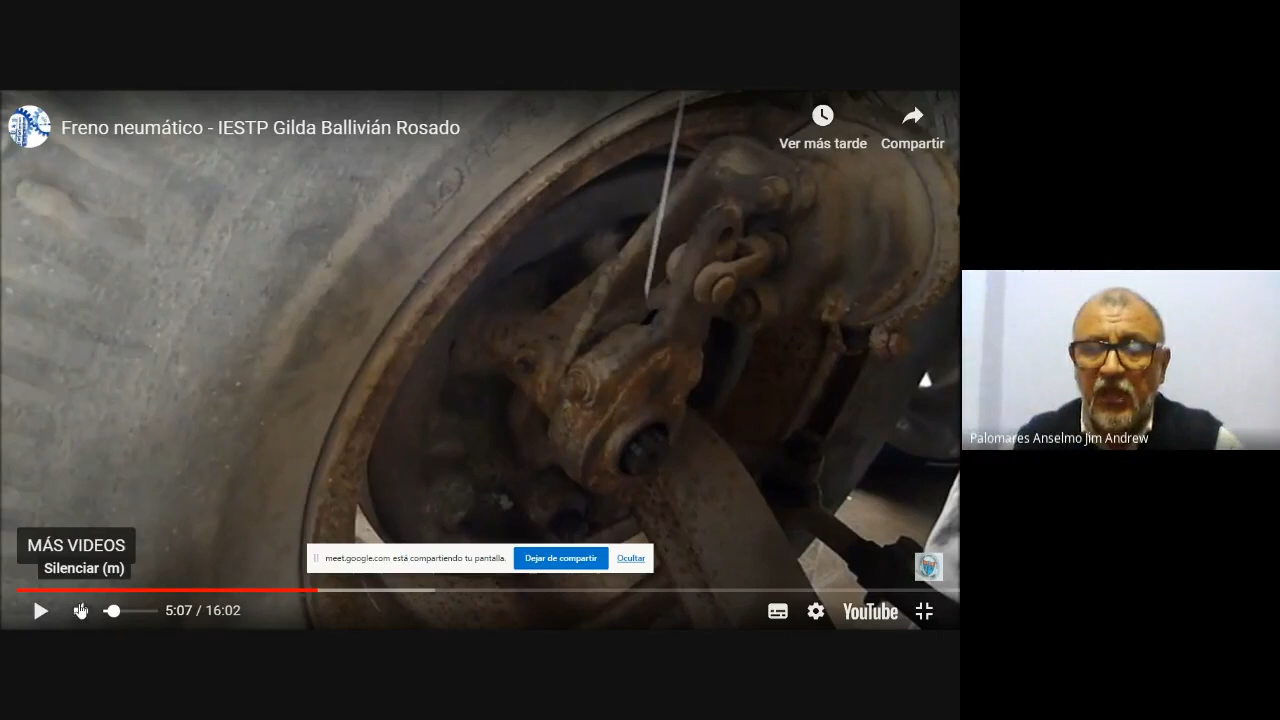 Freno neumático - IESTP Gilda Ballivián Rosado
Ver más tarde
Compartir
Palomares Anselmo Jim Andrew
MÁS VIDEOS
Silenciar (m)
meet.google.com está compartiendo tu pantalla.
Dejar de compartir
Ocultar
5:07 / 16:02
YouTube